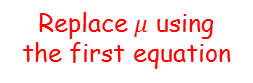 Replace μ using
the first equation